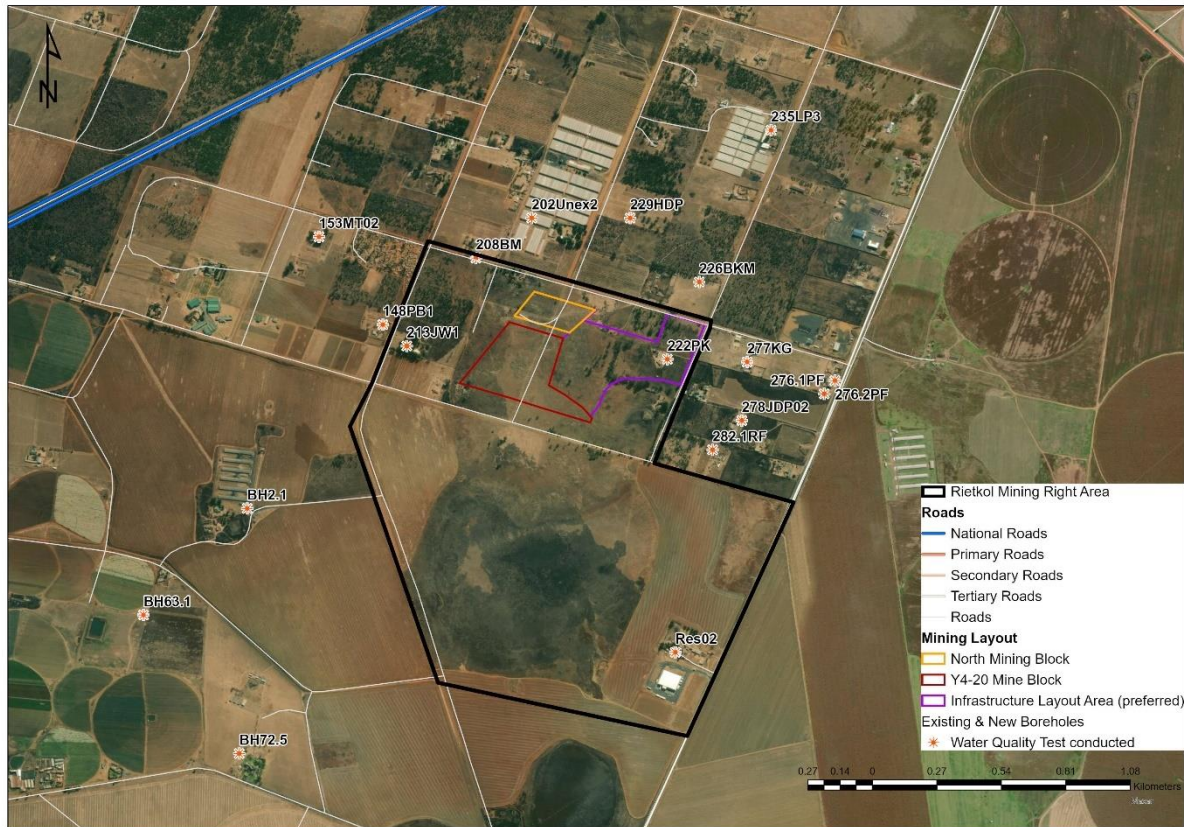 N
235LP3
202Unex2
229HDP
153MT02
208BM
226BKM
148PB1
213JW1
222PK
277KG
276.1PF
276.2PF
278JDP02
282.1RF
BH2.1
BH63.1
Res02
BH72.5
Rietkol Mining Right Area
Roads
National Roads
Primary Roads
Secondary Roads
Tertiary Roads
Roads
Mining Layout
North Mining Block
Y4-20 Mine Block
Infrastructure Layout Area (preferred)
Existing & New Boreholes
Water Quality Test conducted
0.27 0.14 0 0.27 0.54 0.81 1.08
Kilometers